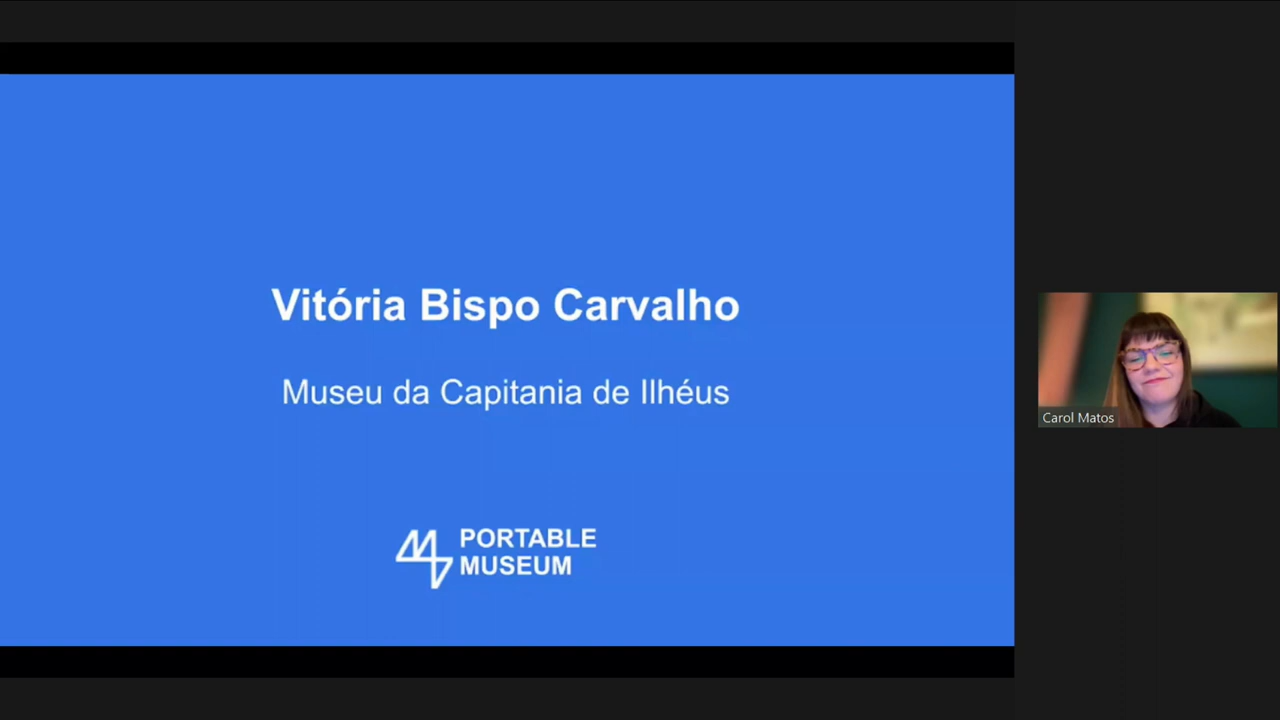 Vitória Bispo Carvalho
Museu da Capitania de Ilhéus
PORTABLE
MUSEUM
Carol Matos